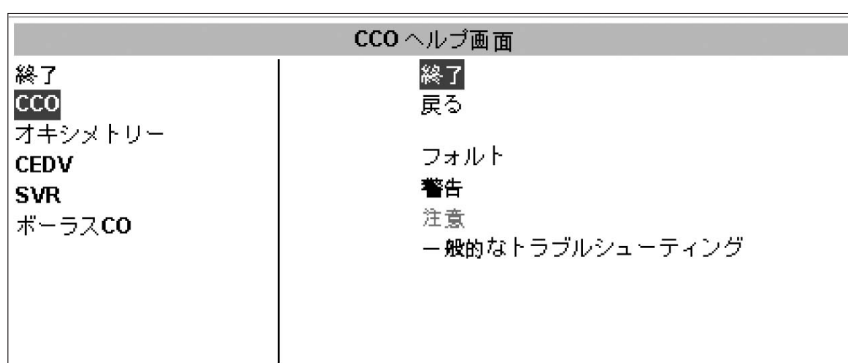 CCO ヘルプ画面
終了
CCO
オキシメトリー
CEDV
SVR
ボーラスCO
終了
戻る
フォルト
警告
注意
一般的なトラブルシューティング